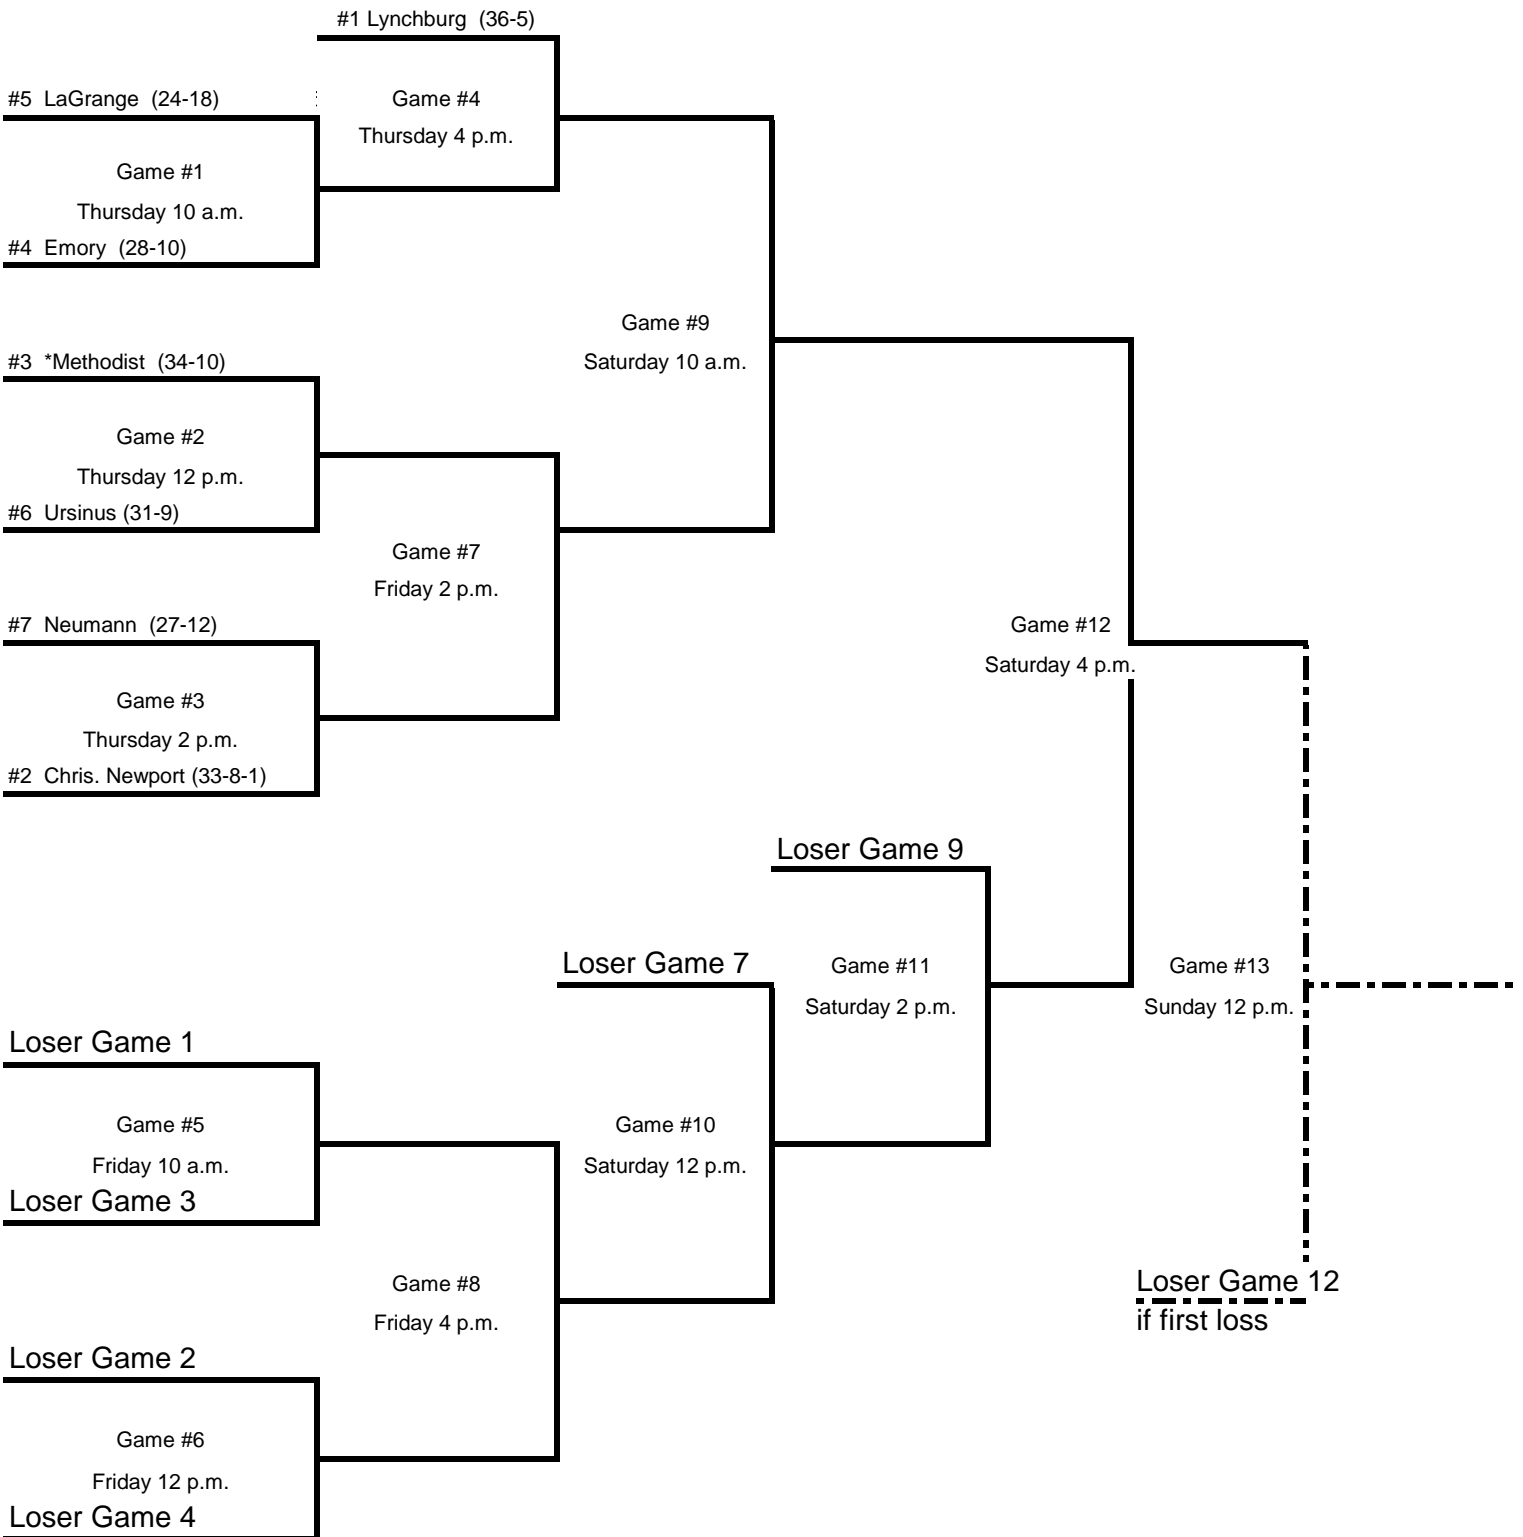 #1 Lynchburg (36-5)
#5 LaGrange (24-18)
Game #4
Thursday 4 p.m.
Game #1
Thursday 10 a.m.
#4 Emory (28-10)
Game #9
Saturday 10 a.m.
#3 *Methodist (34-10)
Game #2
Thursday 12 p.m.
#6 Ursinus (31-9)
Game #7
Friday 2 p.m.
#7 Neumann (27-12)
Game #12
Saturday 4 p.m.
Game #3
Thursday 2 p.m.
#2 Chris. Newport (33-8-1)
Loser Game 9
Loser Game 7
Game #11
Saturday 2 p.m.
Game #13
Sunday 12 p.m.
Loser Game 1
Game #5
Friday 10 a.m.
Loser Game 3
Game #10
Saturday 12 p.m.
Game #8
Friday 4 p.m.
Loser Game 12
if first loss
Loser Game 2
Game #6
Friday 12 p.m.
Loser Game 4